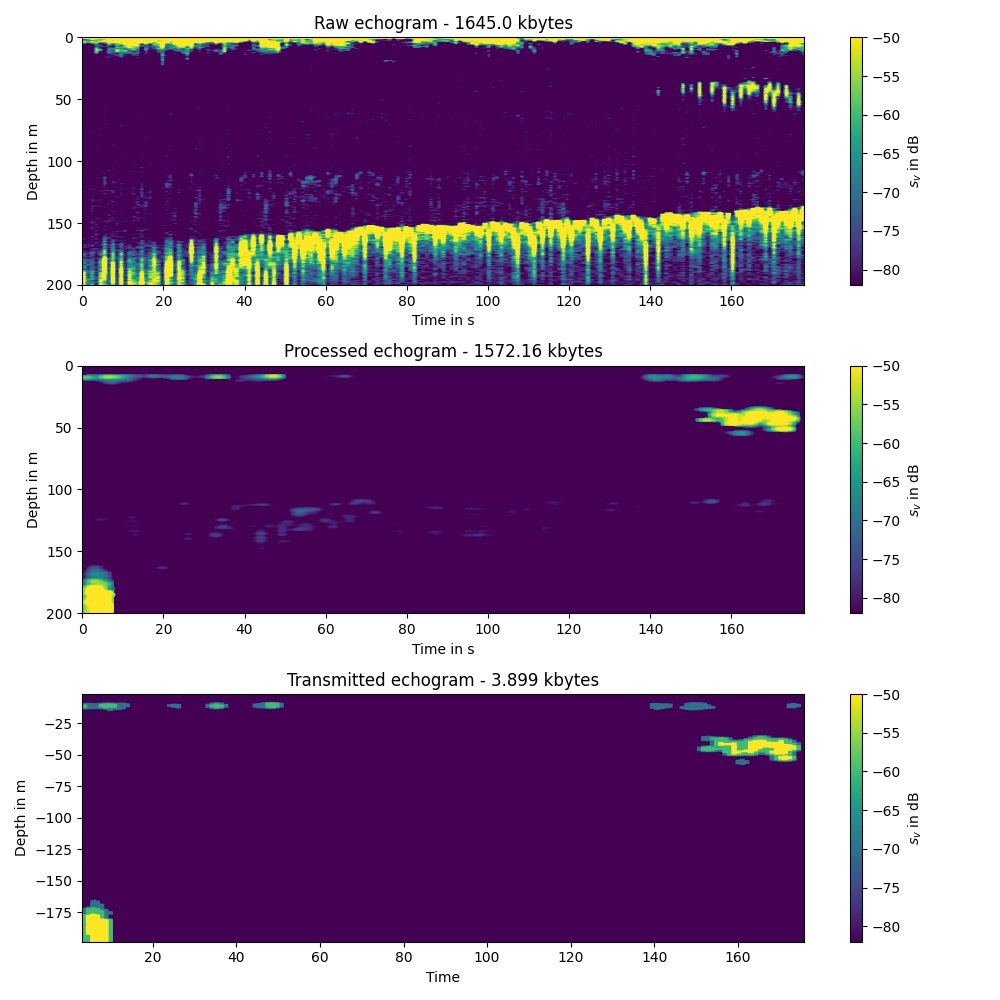 Raw echogram - 1645.0 kbytes
0
50
100
150
200
Depth in m
0 20 40 60 80 100 120 140 160
Time in s
−50
−55
−60
−65
−70
−75
−80
sv in dB
Processed echogram - 1572.16 kbytes
0
50
100
150
200
Depth in m
0 20 40 60 80 100 120 140 160
Time in s
−50
−55
−60
−65
−70
−75
−80
sv in dB
Transmitted echogram - 3.899 kbytes
−25
−50
−75
−100
−125
−150
−175
Depth in m
20 40 60 80 100 120 140 160
Time
−50
−55
−60
−65
−70
−75
−80
sv in dB